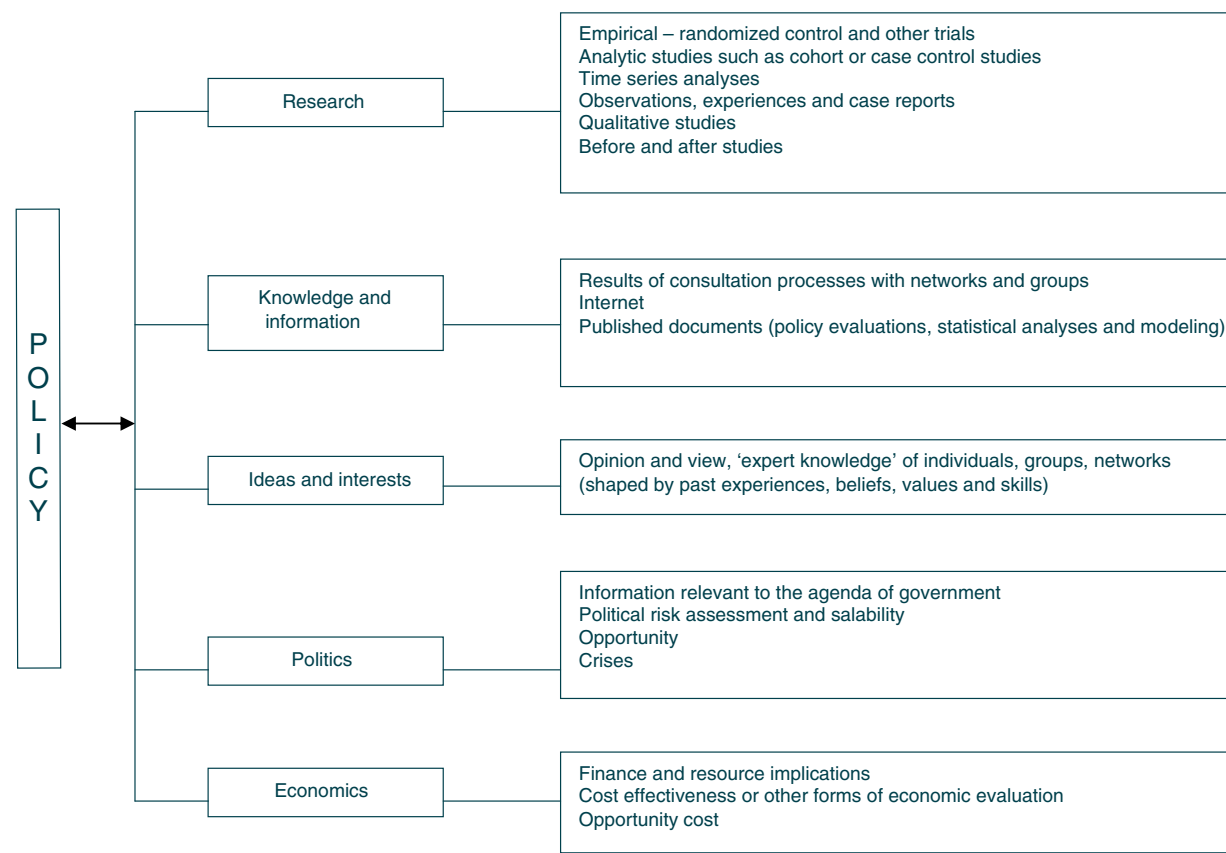 POLICY
Research
Empirical – randomized control and other trials
Analytic studies such as cohort or case control studies
Time series analyses
Observations, experiences and case reports
Qualitative studies
Before and after studies
Knowledge and
information
Results of consultation processes with networks and groups
Internet
Published documents (policy evaluations, statistical analyses and modeling)
Ideas and interests
Opinion and view, ‘expert knowledge’ of individuals, groups, networks
(shaped by past experiences, beliefs, values and skills)
Politics
Information relevant to the agenda of government
Political risk assessment and salability
Opportunity
Crises
Economics
Finance and resource implications
Cost effectiveness or other forms of economic evaluation
Opportunity cost